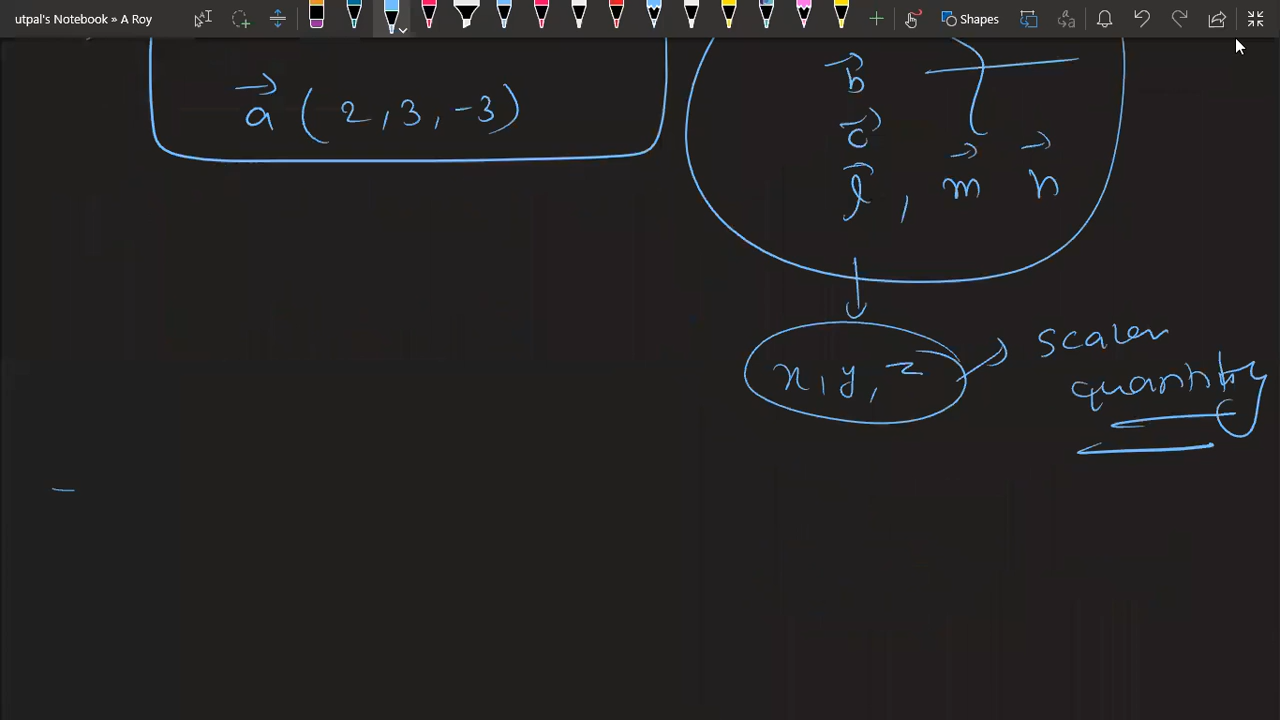 utpal's Notebook » A Roy
Shapes
a⃗ (2, 3, -3)
b⃗
c⃗
l⃗, m⃗ n⃗
x, y, z
scaler
quantity